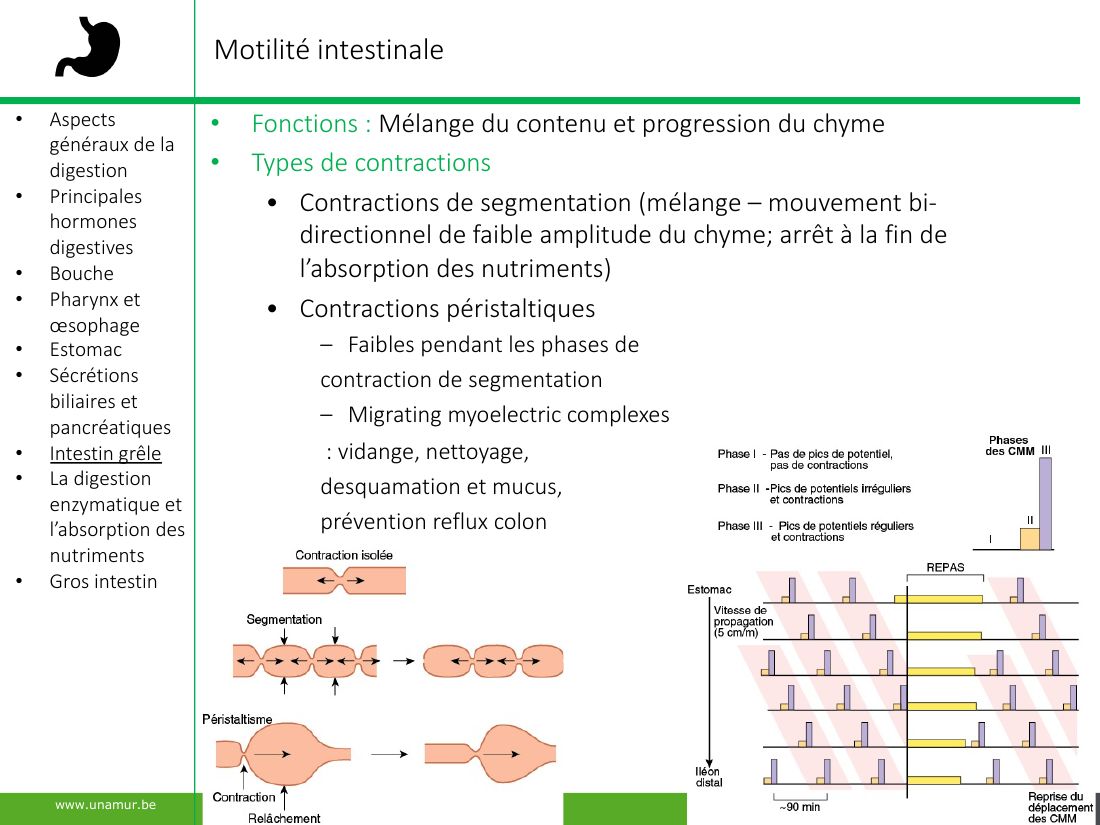 Motilité intestinale
• Aspects
généraux de la
digestion
• Principales
hormones
digestives
• Bouche
• Pharynx et
œsophage
• Estomac
• Sécrétions
biliaires et
pancréatiques
• Intestin grêle
• La digestion
enzymatique et
l’absorption des
nutriments
• Gros intestin
www.unamur.be
• Fonctions : Mélange du contenu et progression du chyme
• Types de contractions
• Contractions de segmentation (mélange – mouvement bi-
directionnel de faible amplitude du chyme; arrêt à la fin de
l’absorption des nutriments)
• Contractions péristaltiques
– Faibles pendant les phases de
contraction de segmentation
– Migrating myoelectric complexes
: vidange, nettoyage,
desquamation et mucus,
prévention reflux colon
Contraction isolée
Segmentation
Péristaltisme
Contraction
Relâchement
Phase I - Pas de pics de potentiel,
pas de contractions
Phase II -Pics de potentiels irréguliers
et contractions
Phase III - Pics de potentiels réguliers
et contractions
Phases
des CMM
III
II
I
REPAS
Estomac
Vitesse de
propagation
(5 cm/m)
Iléon
distal
~90 min
Reprise du
déplacement
des CMM